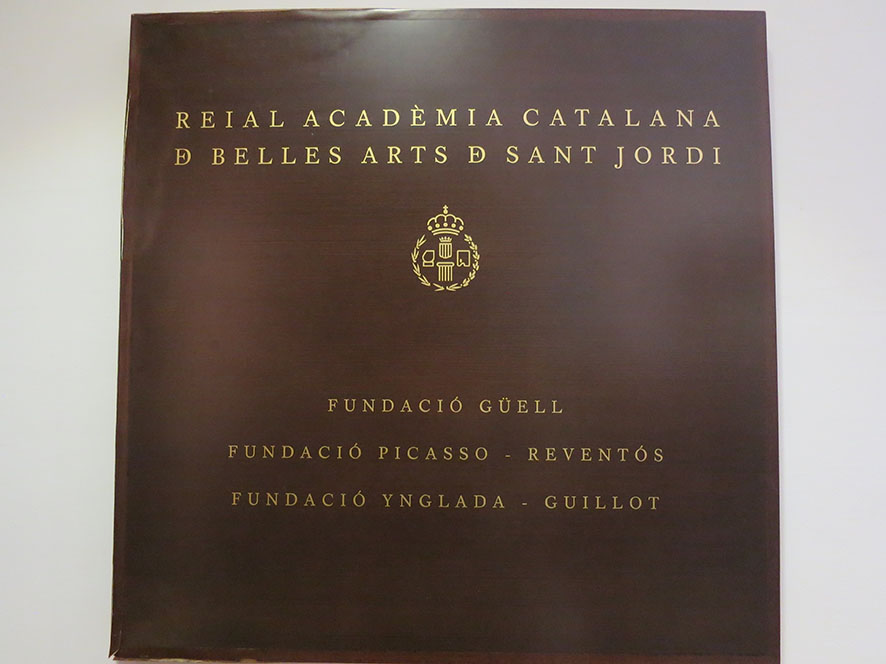 REIAL ACADÈMIA CATALANA
Đ BELLES ARTS Đ SANT JORDI
FUNDACIÓ GÜELL
FUNDACIÓ PICASSO - REVENTÓS
FUNDACIÓ YNGLADA - GUILLOT